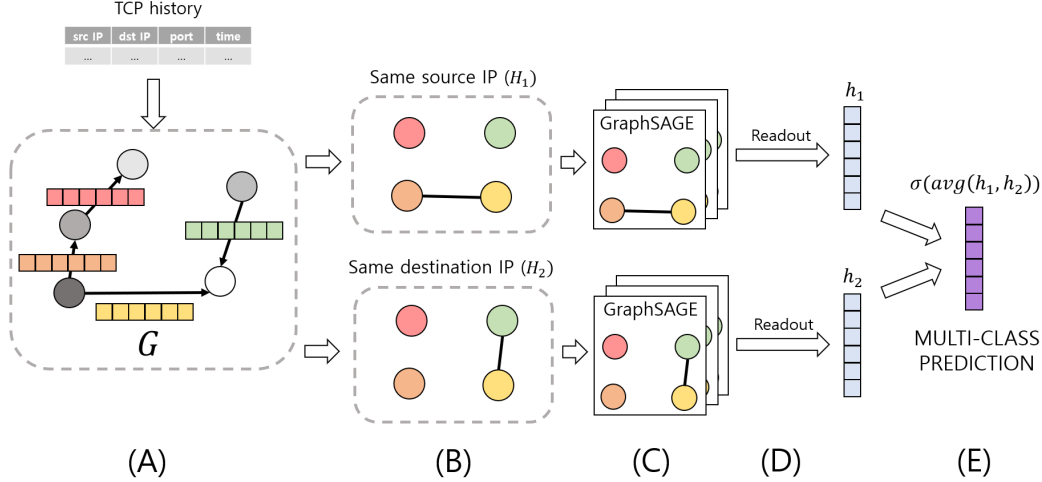 TCP history
src IP dst IP port time
... ... ... ...
G
Same source IP (H₁)
Same destination IP (H₂)
GraphSAGE
GraphSAGE
Readout
Readout
h₁
h₂
σ(avg(h₁, h₂))
MULTI-CLASS
PREDICTION
(A) (B) (C) (D) (E)